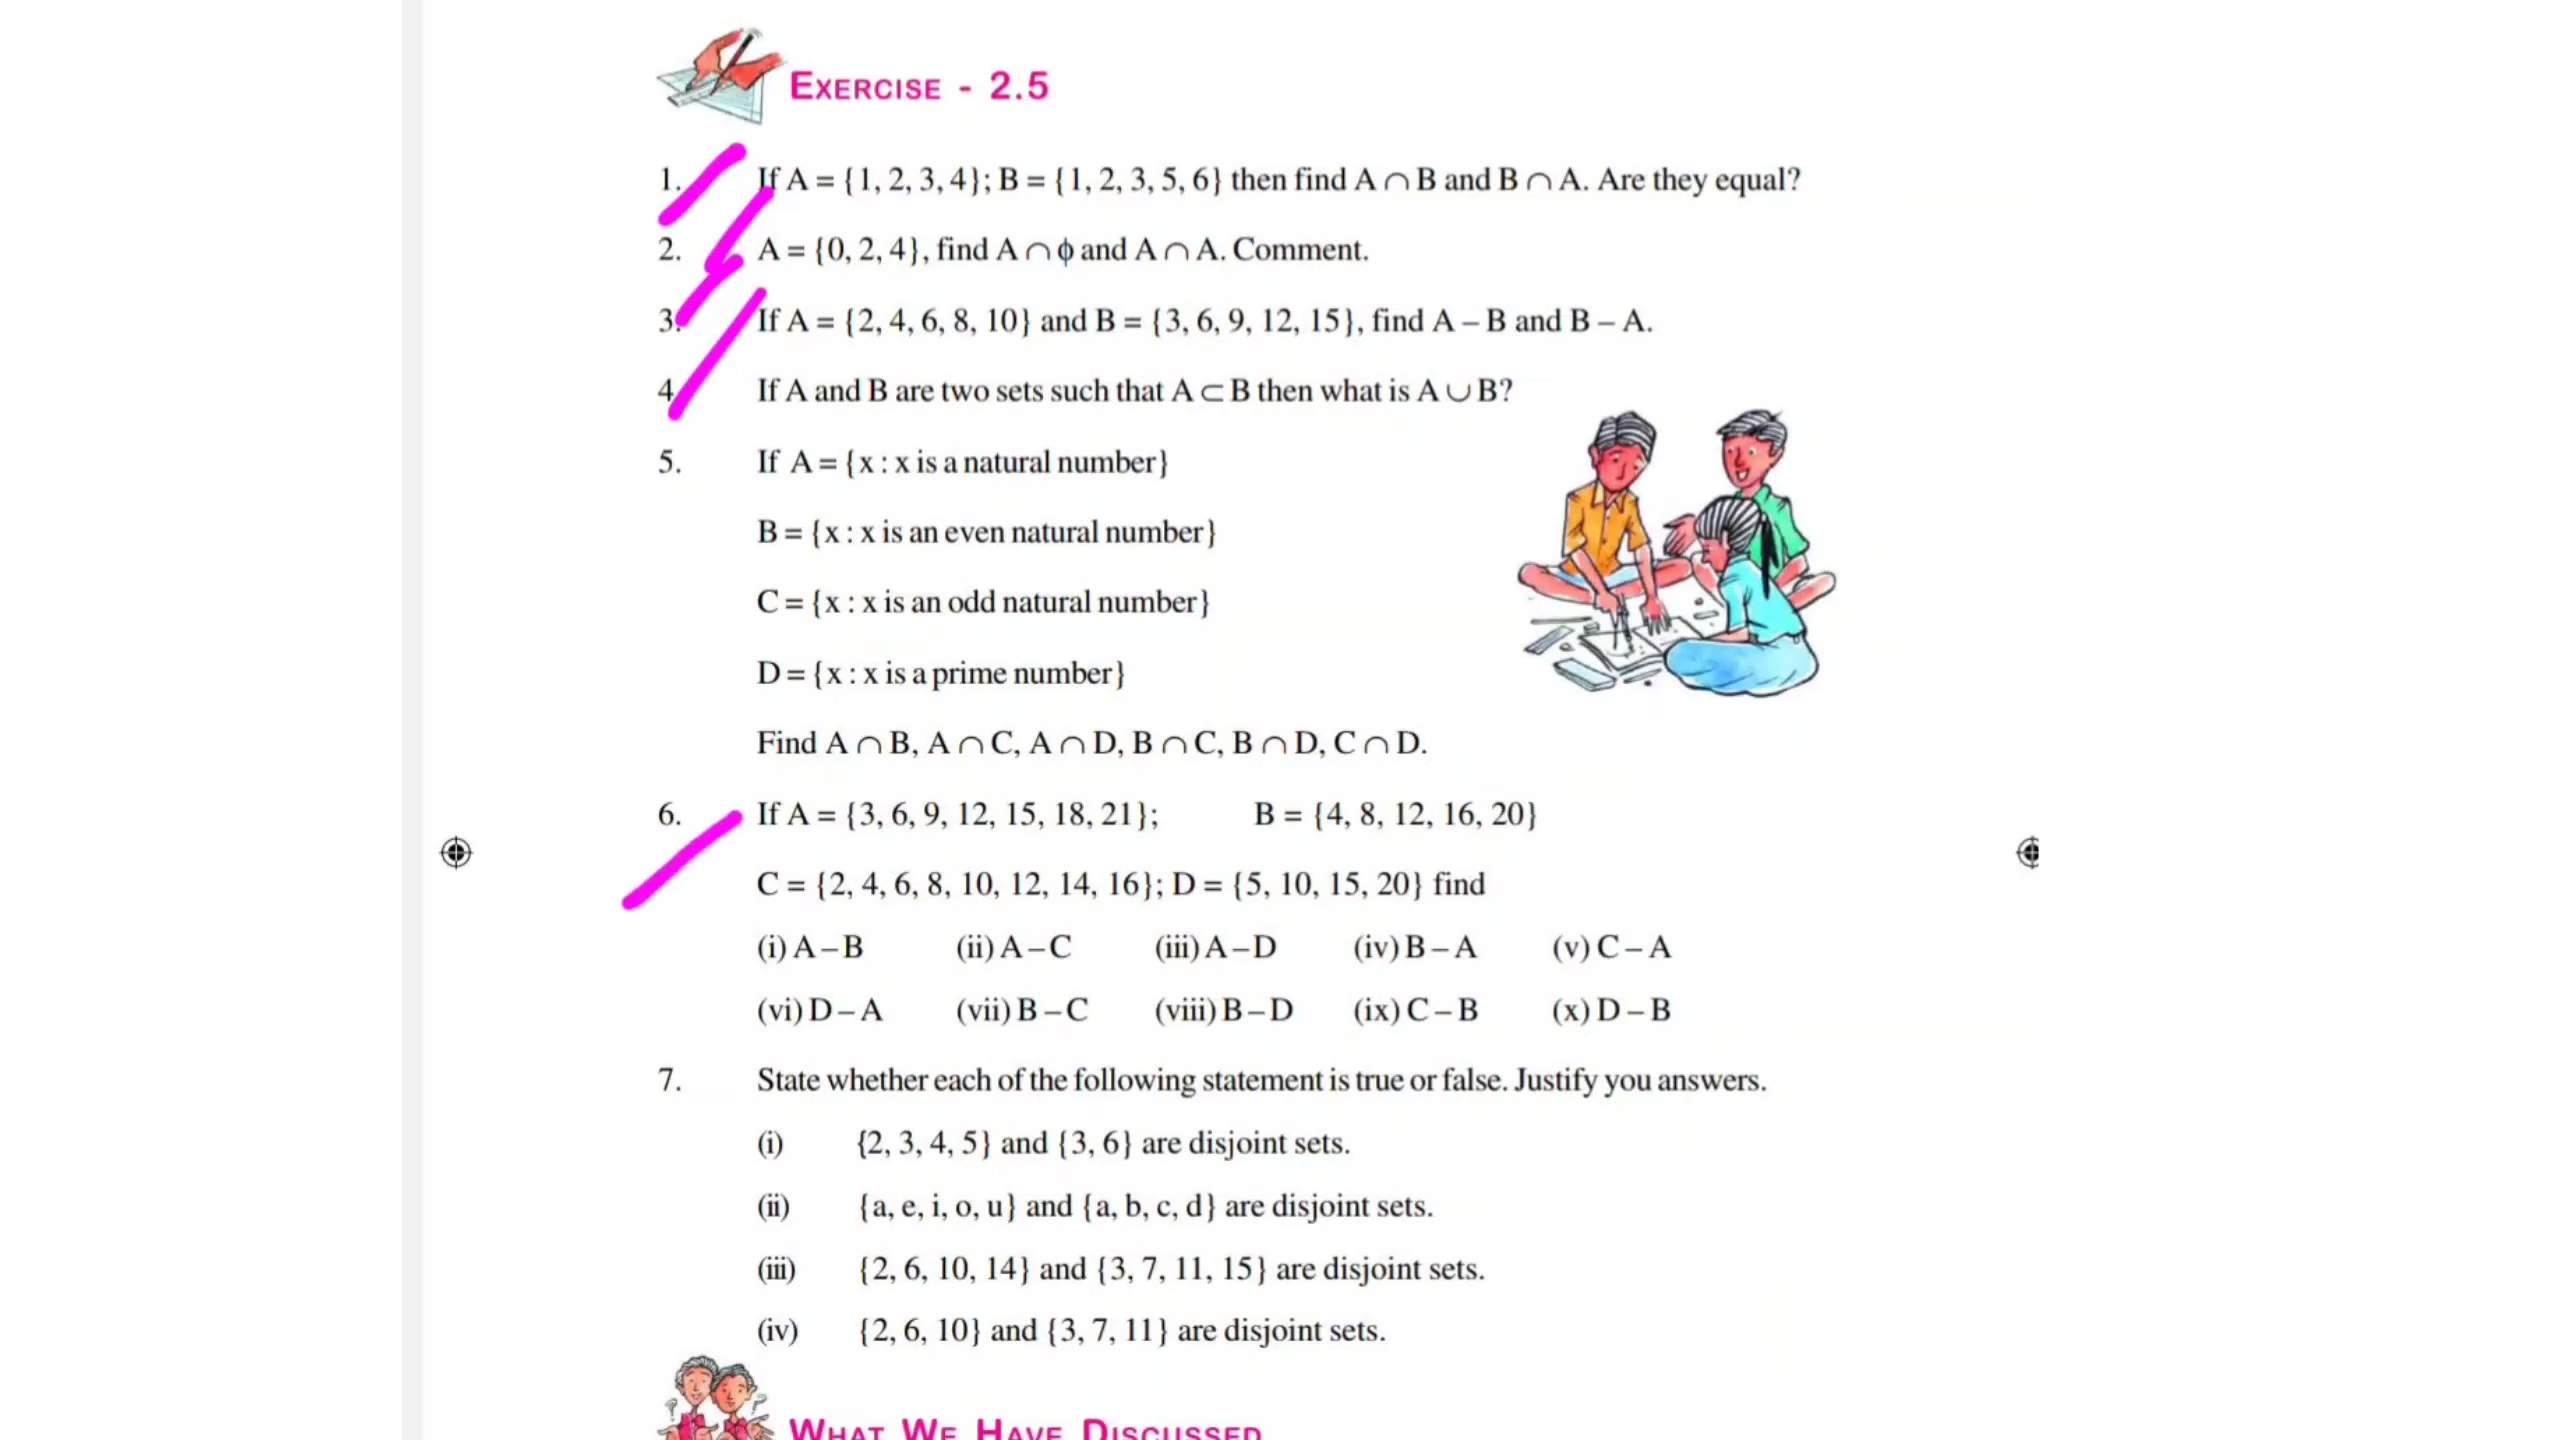 EXERCISE - 2.5
1. If A = {1, 2, 3, 4}; B = {1, 2, 3, 5, 6} then find A ∩ B and B ∩ A. Are they equal?
2. A = {0, 2, 4}, find A ∩ ϕ and A ∩ A. Comment.
3. If A = {2, 4, 6, 8, 10} and B = {3, 6, 9, 12, 15}, find A – B and B – A.
4. If A and B are two sets such that A ⊂ B then what is A ∪ B?
5. If A = {x : x is a natural number}
B = {x : x is an even natural number}
C = {x : x is an odd natural number}
D = {x : x is a prime number}
Find A ∩ B, A ∩ C, A ∩ D, B ∩ C, B ∩ D, C ∩ D.
6. If A = {3, 6, 9, 12, 15, 18, 21}; B = {4, 8, 12, 16, 20}
C = {2, 4, 6, 8, 10, 12, 14, 16}; D = {5, 10, 15, 20} find
(i) A – B (ii) A – C (iii) A – D (iv) B – A (v) C – A
(vi) D – A (vii) B – C (viii) B – D (ix) C – B (x) D – B
7. State whether each of the following statement is true or false. Justify you answers.
(i) {2, 3, 4, 5} and {3, 6} are disjoint sets.
(ii) {a, e, i, o, u} and {a, b, c, d} are disjoint sets.
(iii) {2, 6, 10, 14} and {3, 7, 11, 15} are disjoint sets.
(iv) {2, 6, 10} and {3, 7, 11} are disjoint sets.
WHAT WE HAVE DISCUSSED